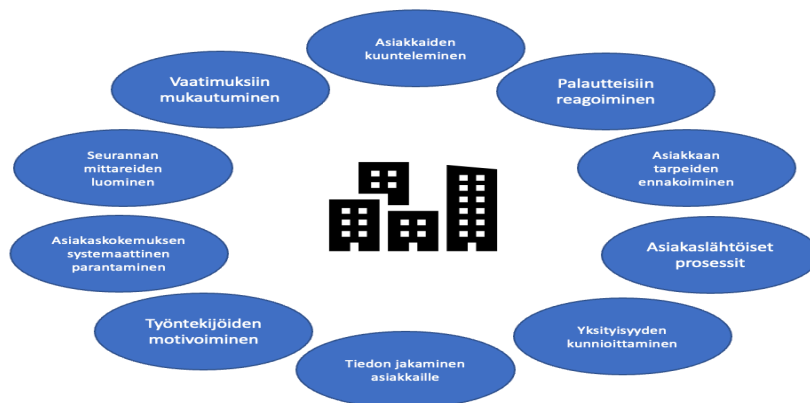 Asiakkaiden
kuunteleminen
Palautteisiin
reagoiminen
Asiakkaan
tarpeiden
ennakoiminen
Asiakaslähtöiset
prosessit
Yksityisyyden
kunnioittaminen
Tiedon jakaminen
asiakkaille
Työntekijöiden
motivoiminen
Asiakaskokemuksen
systemaattinen
parantaminen
Seurannan
mittareiden
luominen
Vaatimuksiin
mukautuminen